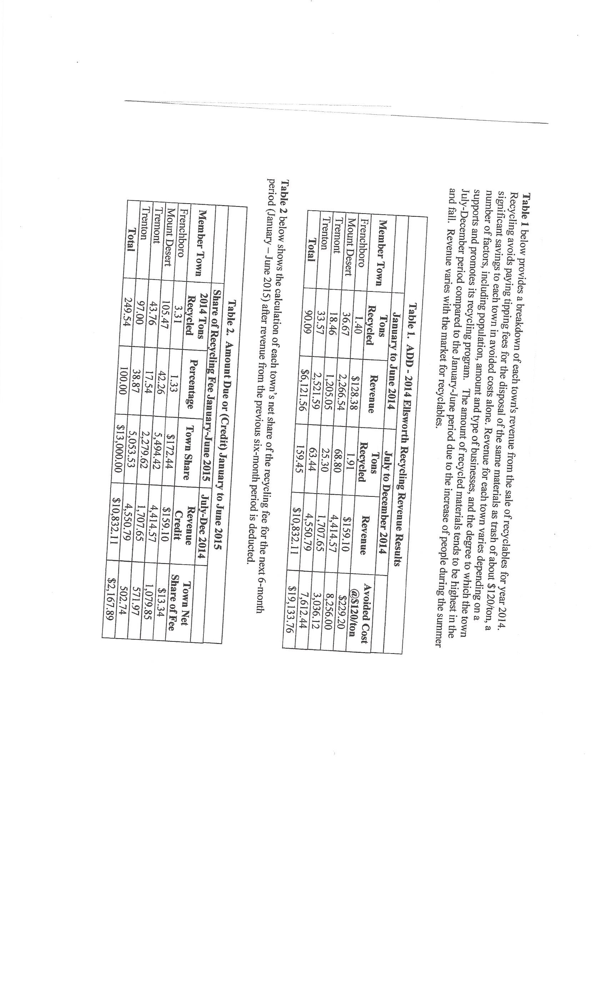 Table 1 below provides a breakdown of each town's revenue from the sale of recyclables for year 2014.
Recycling avoids paying tipping fees for the disposal of the same materials as trash of about $120/ton, a
significant savings to each town in avoided costs alone. Revenue for each town varies depending on a
number of factors, including population, amount and type of businesses, and the degree to which the town
supports and promotes its recycling program. The amount of recycled materials tends to be highest in the
July-December period compared to the January-June period due to the increase of people during the summer
and fall. Revenue varies with the market for recyclables.
Table 1. ADD - 2014 Ellsworth Recycling Revenue Results
January to June 2014 July to December 2014
Member Town Tons Recycled Revenue Tons Recycled Revenue Avoided Cost @$120/ton
Frenchboro 1.40 $128.38 1.91 $159.10 $229.20
Mount Desert 36.67 2,266.54 68.80 4,414.57 8,256.00
Tremont 18.46 1,205.05 25.30 1,707.65 3,036.12
Trenton 33.57 2,521.59 63.44 4,550.79 7,612.44
Total 90.09 $6,121.56 159.45 $10,832.11 $19,133.76
Table 2 below shows the calculation of each town's net share of the recycling fee for the next 6-month
period (January – June 2015) after revenue from the previous six-month period is deducted.
Table 2. Amount Due or (Credit) January to June 2015
Share of Recycling Fee January-June 2015 July-Dec 2014
Member Town 2014 Tons Recycled Percentage Town Share Revenue Credit Town Net Share of Fee
Frenchboro 3.31 1.33 $172.44 $159.10 $13.34
Mount Desert 105.47 42.26 5,494.42 4,414.57 1,079.85
Tremont 43.76 17.54 2,279.62 1,707.65 571.97
Trenton 97.00 38.87 5,053.53 4,550.79 502.74
Total 249.54 100.00 $13,000.00 $10,832.11 $2,167.89